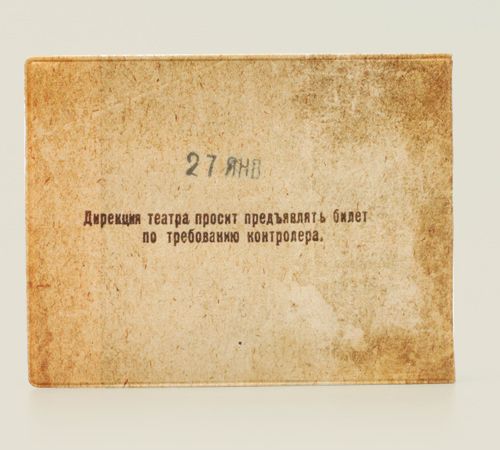 27 ЯНВ
Дирекция театра просит предъявлять билет
по требованию контролера.